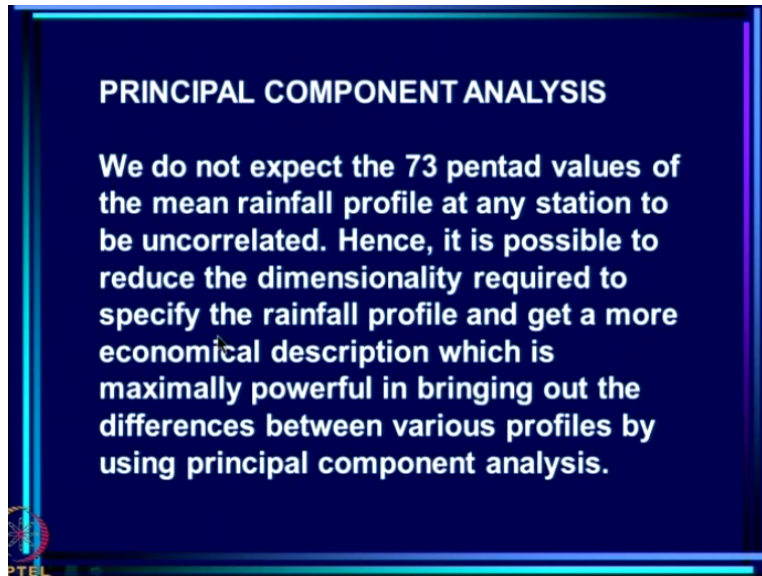 PRINCIPAL COMPONENT ANALYSIS
We do not expect the 73 pentad values of
the mean rainfall profile at any station to
be uncorrelated. Hence, it is possible to
reduce the dimensionality required to
specify the rainfall profile and get a more
economical description which is
maximally powerful in bringing out the
differences between various profiles by
using principal component analysis.
PTEL